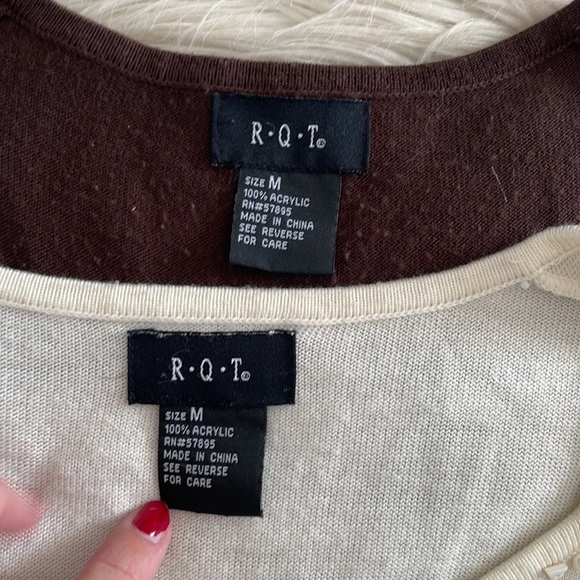 R·Q·T©
SIZE M
100% ACRYLIC
RN#57895
MADE IN CHINA
SEE REVERSE
FOR CARE
R·Q·T©
SIZE M
100% ACRYLIC
RN#57895
MADE IN CHINA
SEE REVERSE
FOR CARE